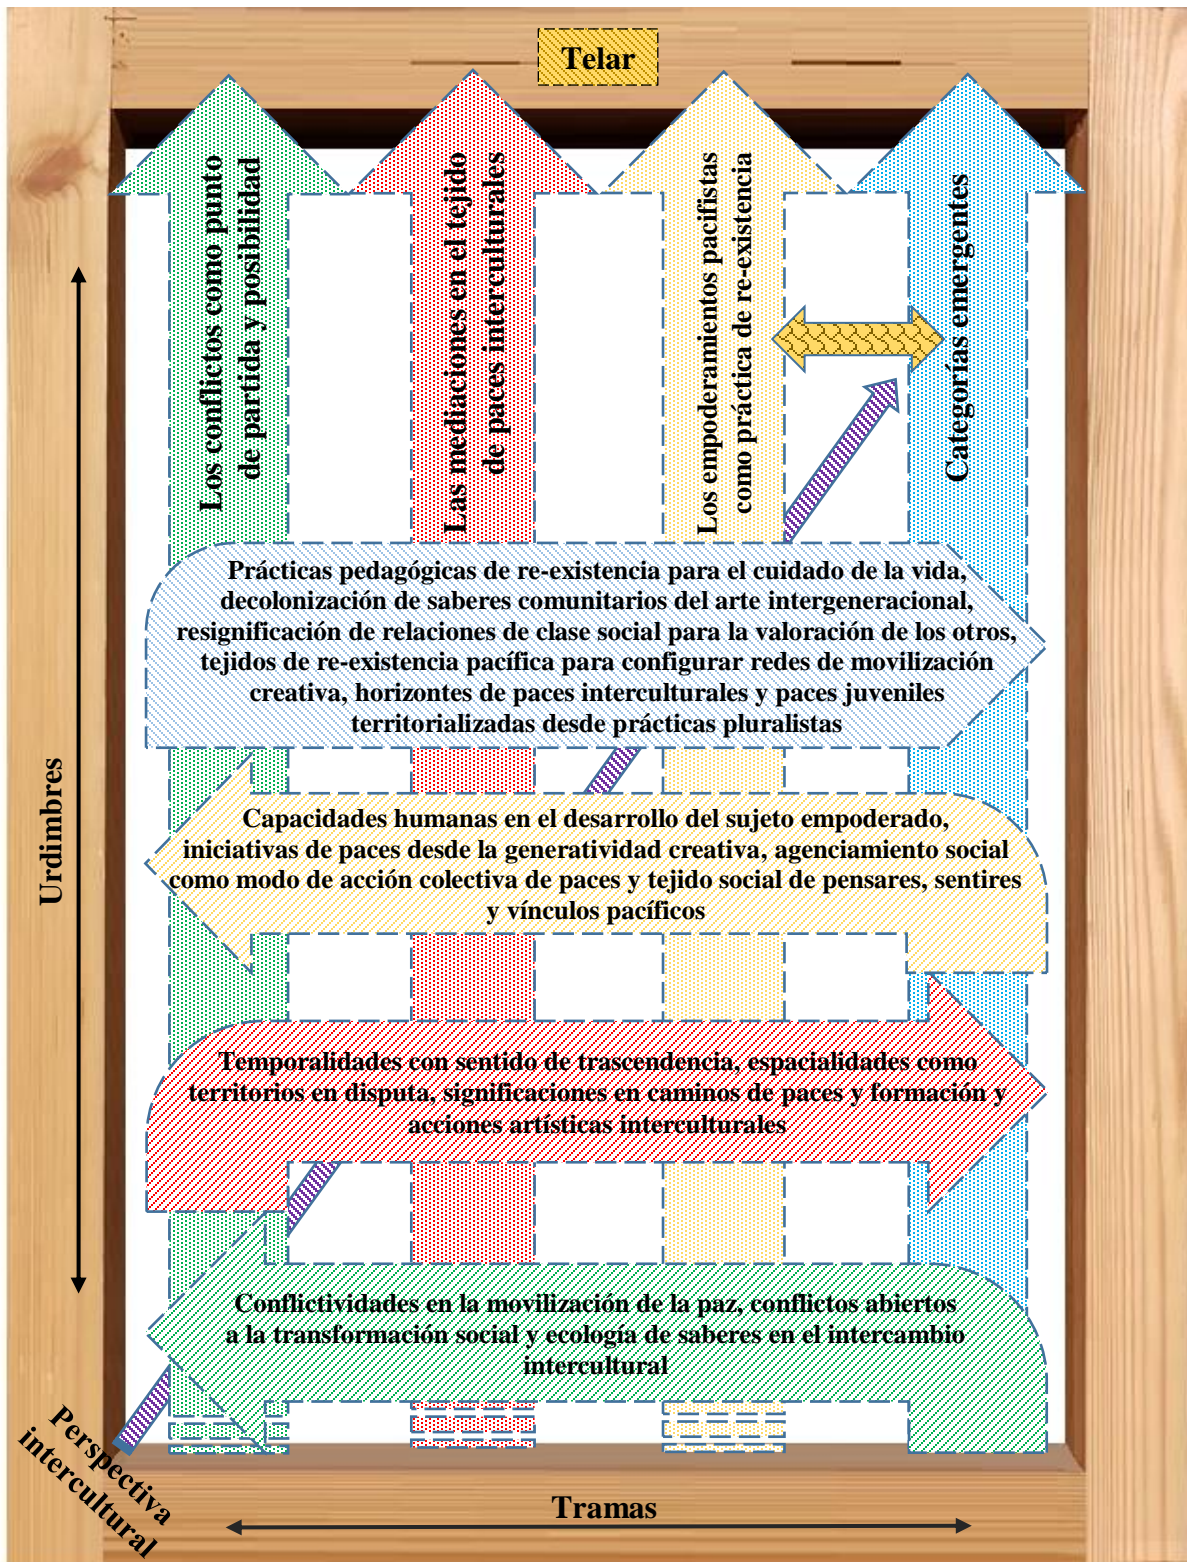 Telar
Los conflictos como punto
de partida y posibilidad
Las mediaciones en el tejido
de paces interculturales
Los empoderamientos pacifistas
como práctica de re-existencia
Categorías emergentes
Prácticas pedagógicas de re-existencia para el cuidado de la vida,
decolonización de saberes comunitarios del arte intergeneracional,
resignificación de relaciones de clase social para la valoración de los otros,
tejidos de re-existencia pacífica para configurar redes de movilización
creativa, horizontes de paces interculturales y paces juveniles
territorializadas desde prácticas pluralistas
Urdimbres
Capacidades humanas en el desarrollo del sujeto empoderado,
iniciativas de paces desde la generatividad creativa, agenciamiento social
como modo de acción colectiva de paces y tejido social de pensares, sentires
y vínculos pacíficos
Temporalidades con sentido de trascendencia, espacialidades como
territorios en disputa, significaciones en caminos de paces y formación y
acciones artísticas interculturales
Conflictividades en la movilización de la paz, conflictos abiertos
a la transformación social y ecología de saberes en el intercambio
intercultural
Perspectiva
intercultural
Tramas